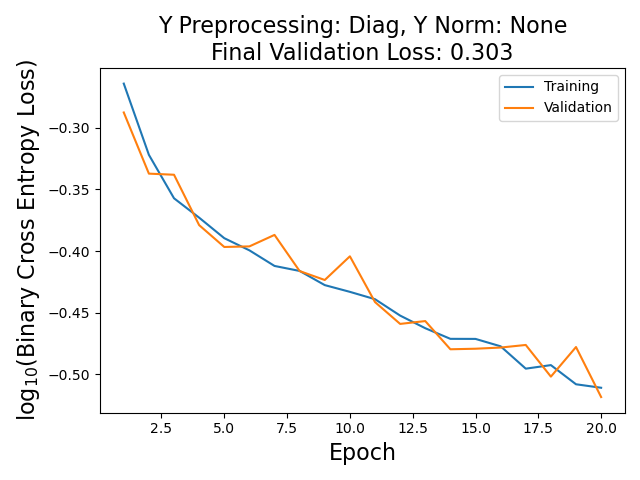 Y Preprocessing: Diag, Y Norm: None
Final Validation Loss: 0.303
Training
Validation
log₁₀(Binary Cross Entropy Loss)
−0.30
−0.35
−0.40
−0.45
−0.50
2.5 5.0 7.5 10.0 12.5 15.0 17.5 20.0
Epoch